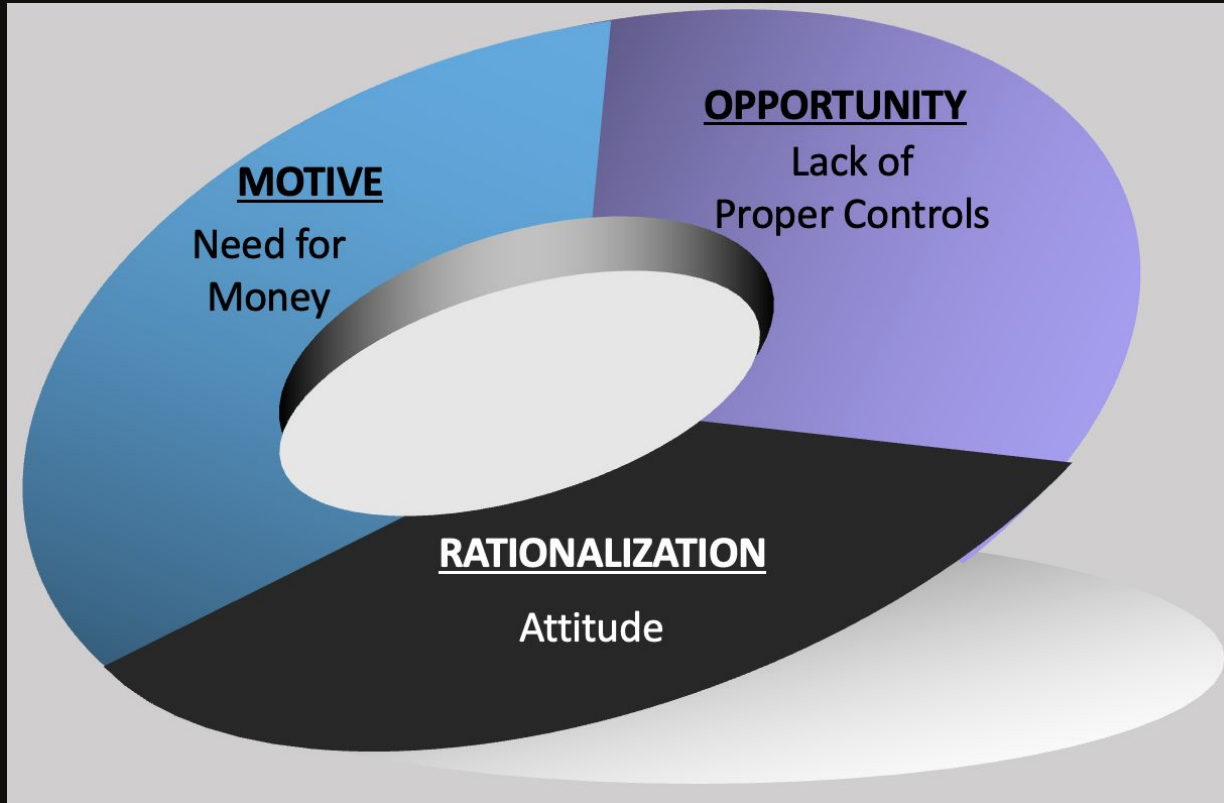 MOTIVE
Need for
Money
OPPORTUNITY
Lack of
Proper Controls
RATIONALIZATION
Attitude